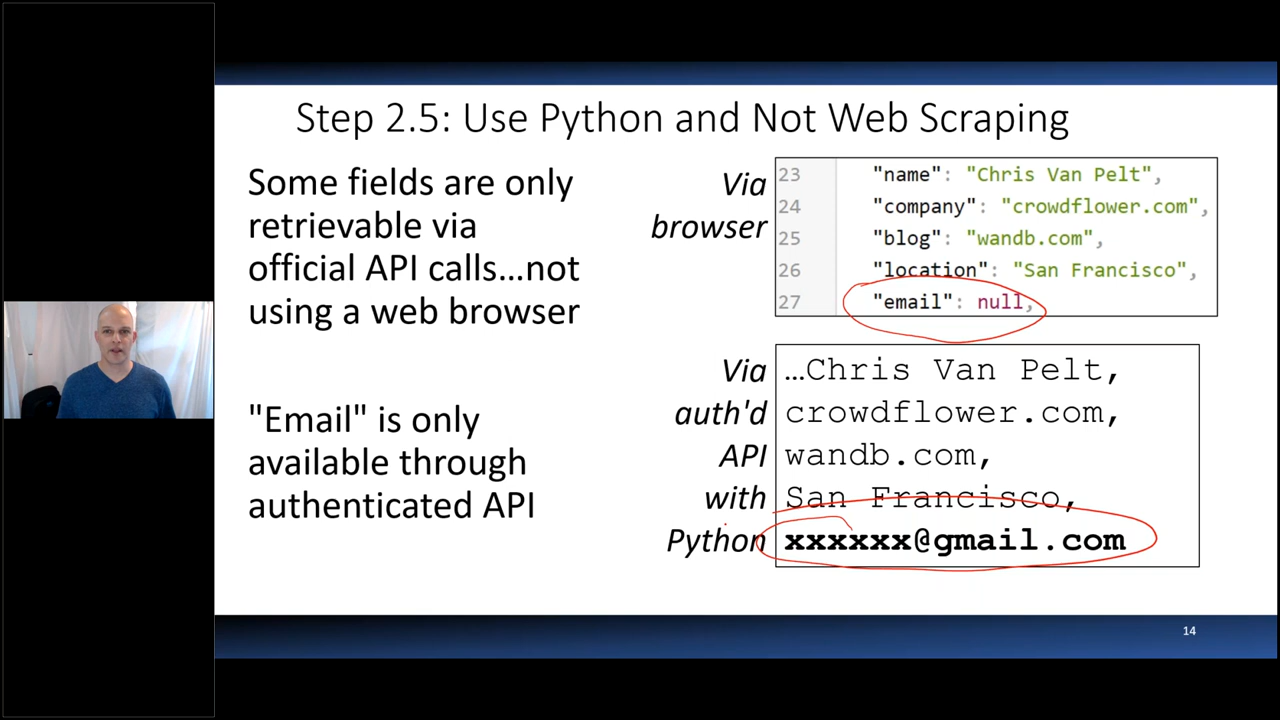 Step 2.5: Use Python and Not Web Scraping
Some fields are only
retrievable via
official API calls...not
using a web browser
"Email" is only
available through
authenticated API
Via
browser
23 "name": "Chris Van Pelt",
24 "company": "crowdflower.com",
25 "blog": "wandb.com",
26 "location": "San Francisco",
27 "email": null,
Via
auth'd
API
with
Python
…Chris Van Pelt,
crowdflower.com,
wandb.com,
San Francisco,
xxxxxx@gmail.com
14